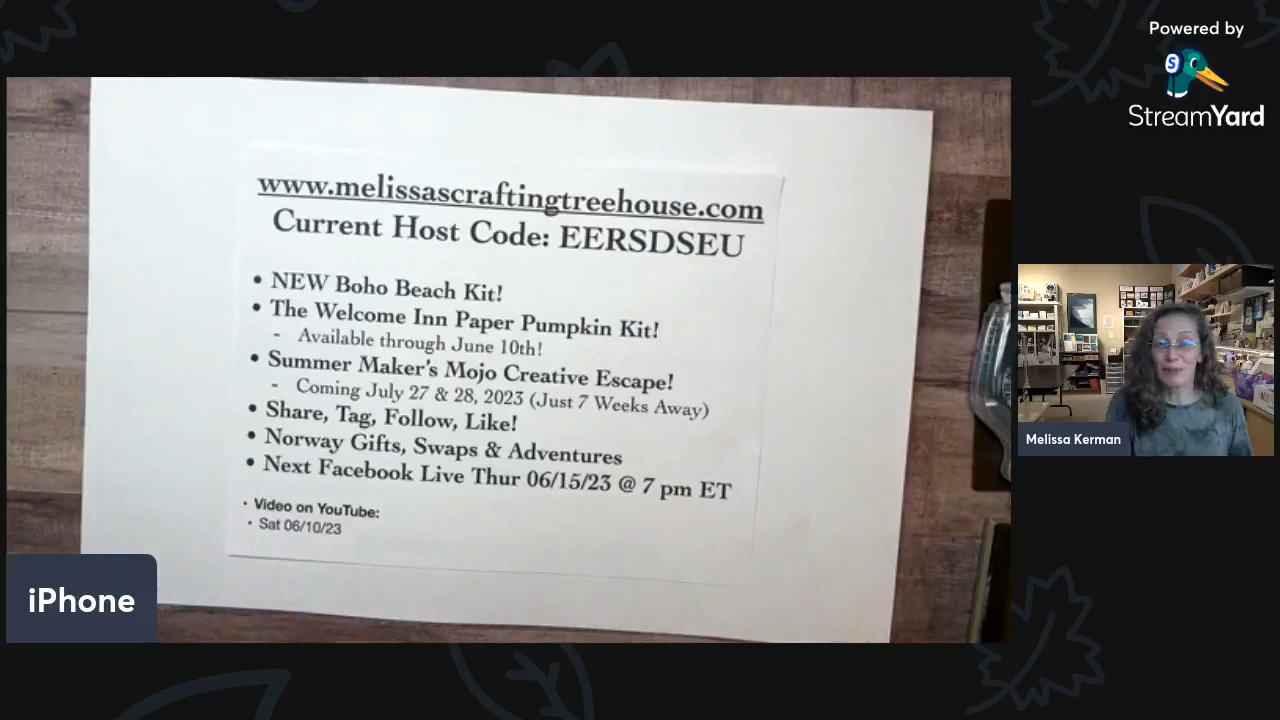 Powered by
StreamYard
www.melissascraftingtreehouse.com
Current Host Code: EERSDSEU
• NEW Boho Beach Kit!
• The Welcome Inn Paper Pumpkin Kit!
- Available through June 10th!
• Summer Maker's Mojo Creative Escape!
- Coming July 27 & 28, 2023 (Just 7 Weeks Away)
• Share, Tag, Follow, Like!
• Norway Gifts, Swaps & Adventures
• Next Facebook Live Thur 06/15/23 @ 7 pm ET
• Video on YouTube:
• Sat 06/10/23
iPhone
Melissa Kerman